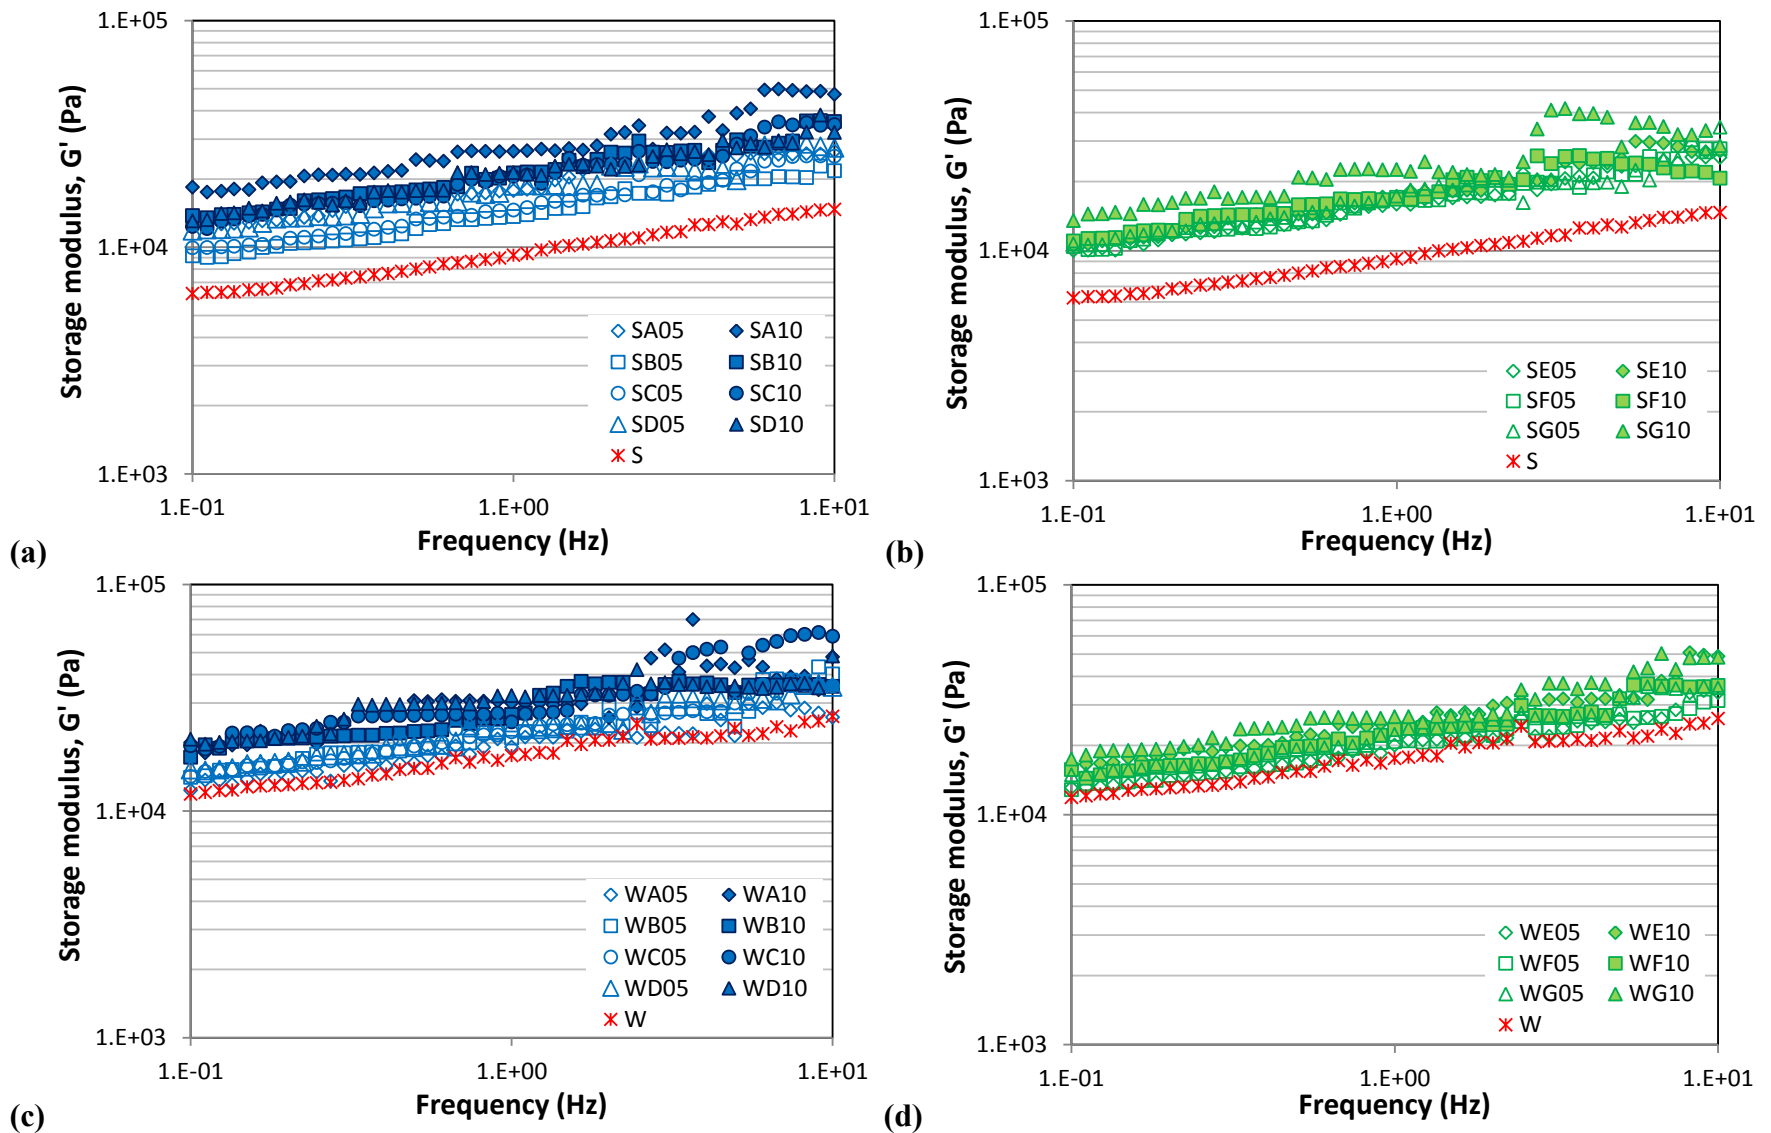 1.E+05
1.E+04
1.E+03
Storage modulus, G' (Pa)
SA05 SA10
SB05 SB10
SC05 SC10
SD05 SD10
S
1.E-01 1.E+00 1.E+01
Frequency (Hz)
(a)
1.E+05
1.E+04
1.E+03
Storage modulus, G' (Pa)
SE05 SE10
SF05 SF10
SG05 SG10
S
1.E-01 1.E+00 1.E+01
Frequency (Hz)
(b)
1.E+05
1.E+04
1.E+03
Storage modulus, G' (Pa)
WA05 WA10
WB05 WB10
WC05 WC10
WD05 WD10
W
1.E-01 1.E+00 1.E+01
Frequency (Hz)
(c)
1.E+05
1.E+04
1.E+03
Storage modulus, G' (Pa)
WE05 WE10
WF05 WF10
WG05 WG10
W
1.E-01 1.E+00 1.E+01
Frequency (Hz)
(d)